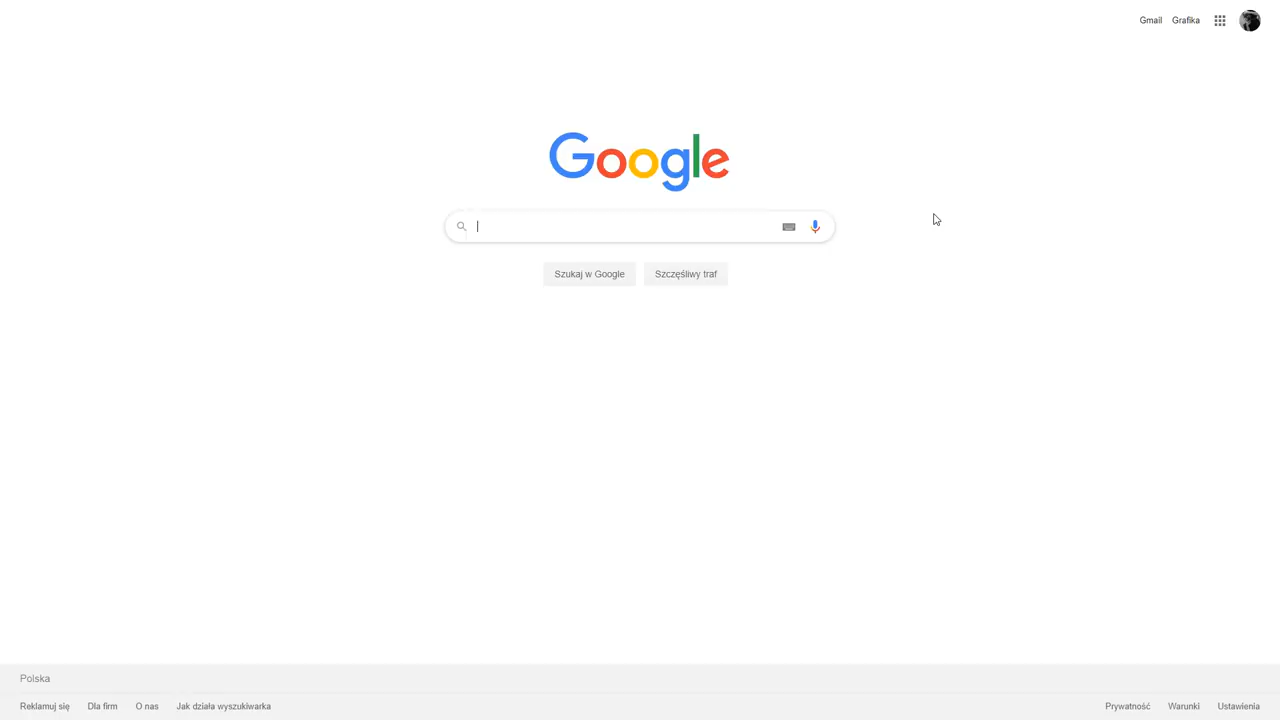 Gmail Grafika
Google
Szukaj w Google Szczęśliwy traf
Polska
Reklamuj się Dla firm O nas Jak działa wyszukiwarka Prywatność Warunki Ustawienia